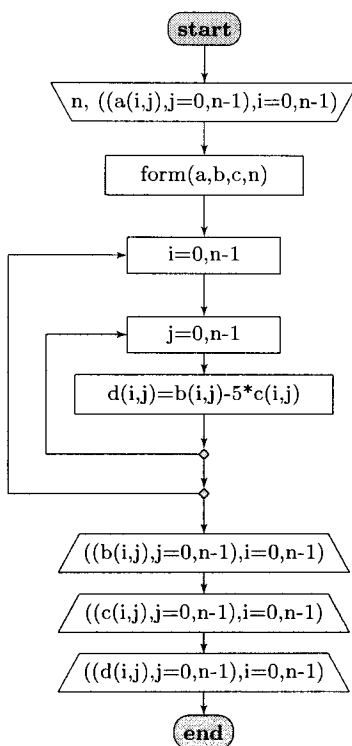 start
n, ((a(i,j),j=0,n-1),i=0,n-1)
form(a,b,c,n)
i=0,n-1
j=0,n-1
d(i,j)=b(i,j)-5*c(i,j)
((b(i,j),j=0,n-1),i=0,n-1)
((c(i,j),j=0,n-1),i=0,n-1)
((d(i,j),j=0,n-1),i=0,n-1)
end